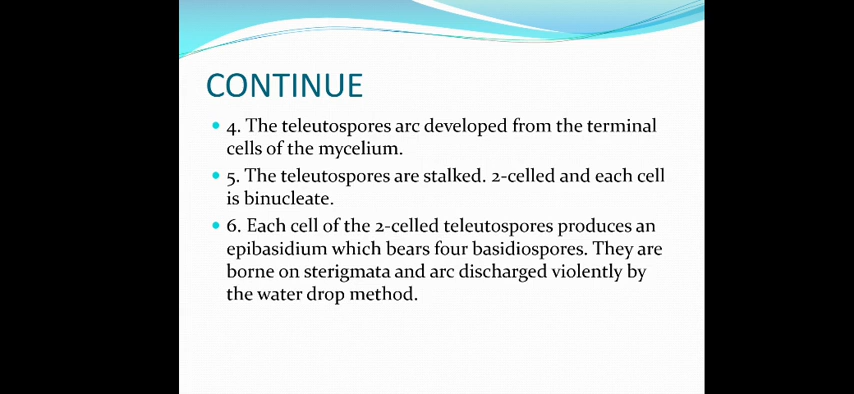 CONTINUE
4. The teleutospores arc developed from the terminal
cells of the mycelium.
5. The teleutospores are stalked. 2-celled and each cell
is binucleate.
6. Each cell of the 2-celled teleutospores produces an
epibasidium which bears four basidiospores. They are
borne on sterigmata and arc discharged violently by
the water drop method.